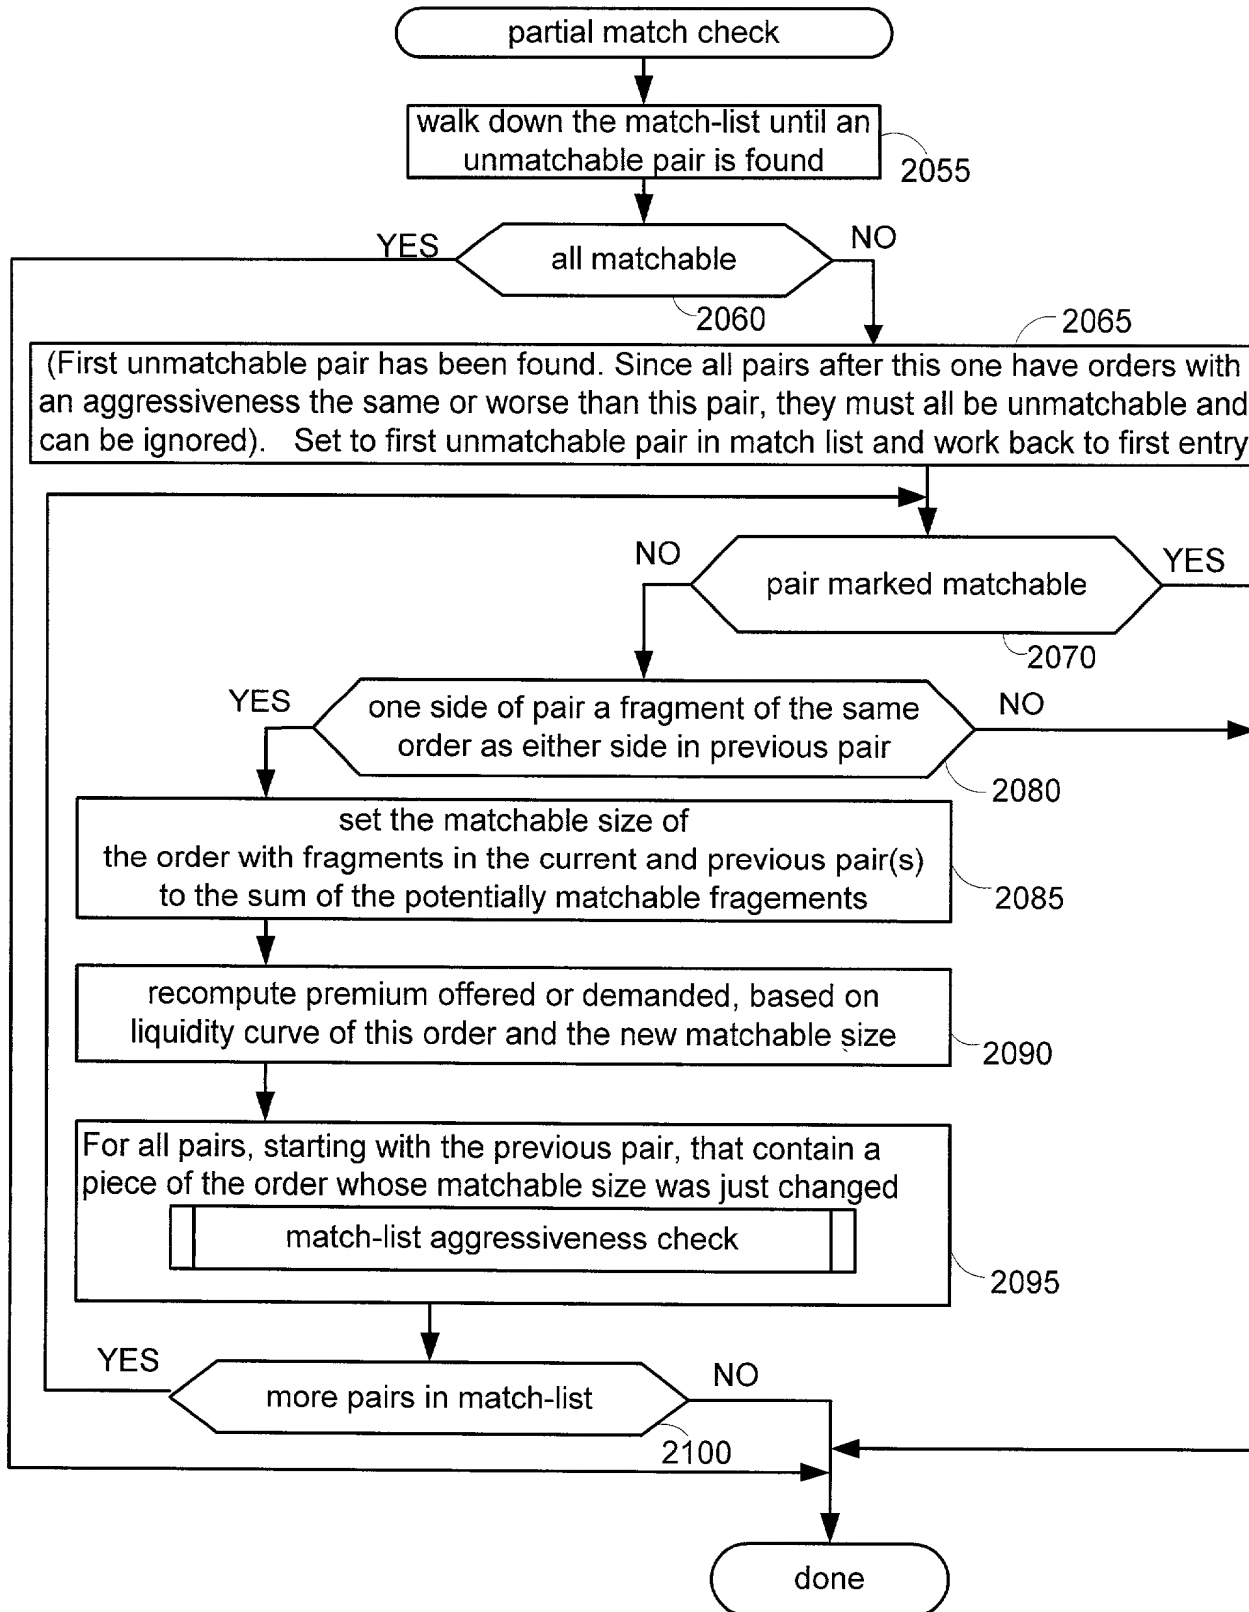 partial match check
walk down the match-list until an
unmatchable pair is found
2055
YES
all matchable
NO
2060
2065
(First unmatchable pair has been found. Since all pairs after this one have orders with
an aggressiveness the same or worse than this pair, they must all be unmatchable and
can be ignored). Set to first unmatchable pair in match list and work back to first entry
NO
pair marked matchable
YES
2070
YES
one side of pair a fragment of the same
order as either side in previous pair
NO
2080
set the matchable size of
the order with fragments in the current and previous pair(s)
to the sum of the potentially matchable fragements
2085
recompute premium offered or demanded, based on
liquidity curve of this order and the new matchable size
2090
For all pairs, starting with the previous pair, that contain a
piece of the order whose matchable size was just changed
match-list aggressiveness check
2095
YES
more pairs in match-list
NO
2100
done